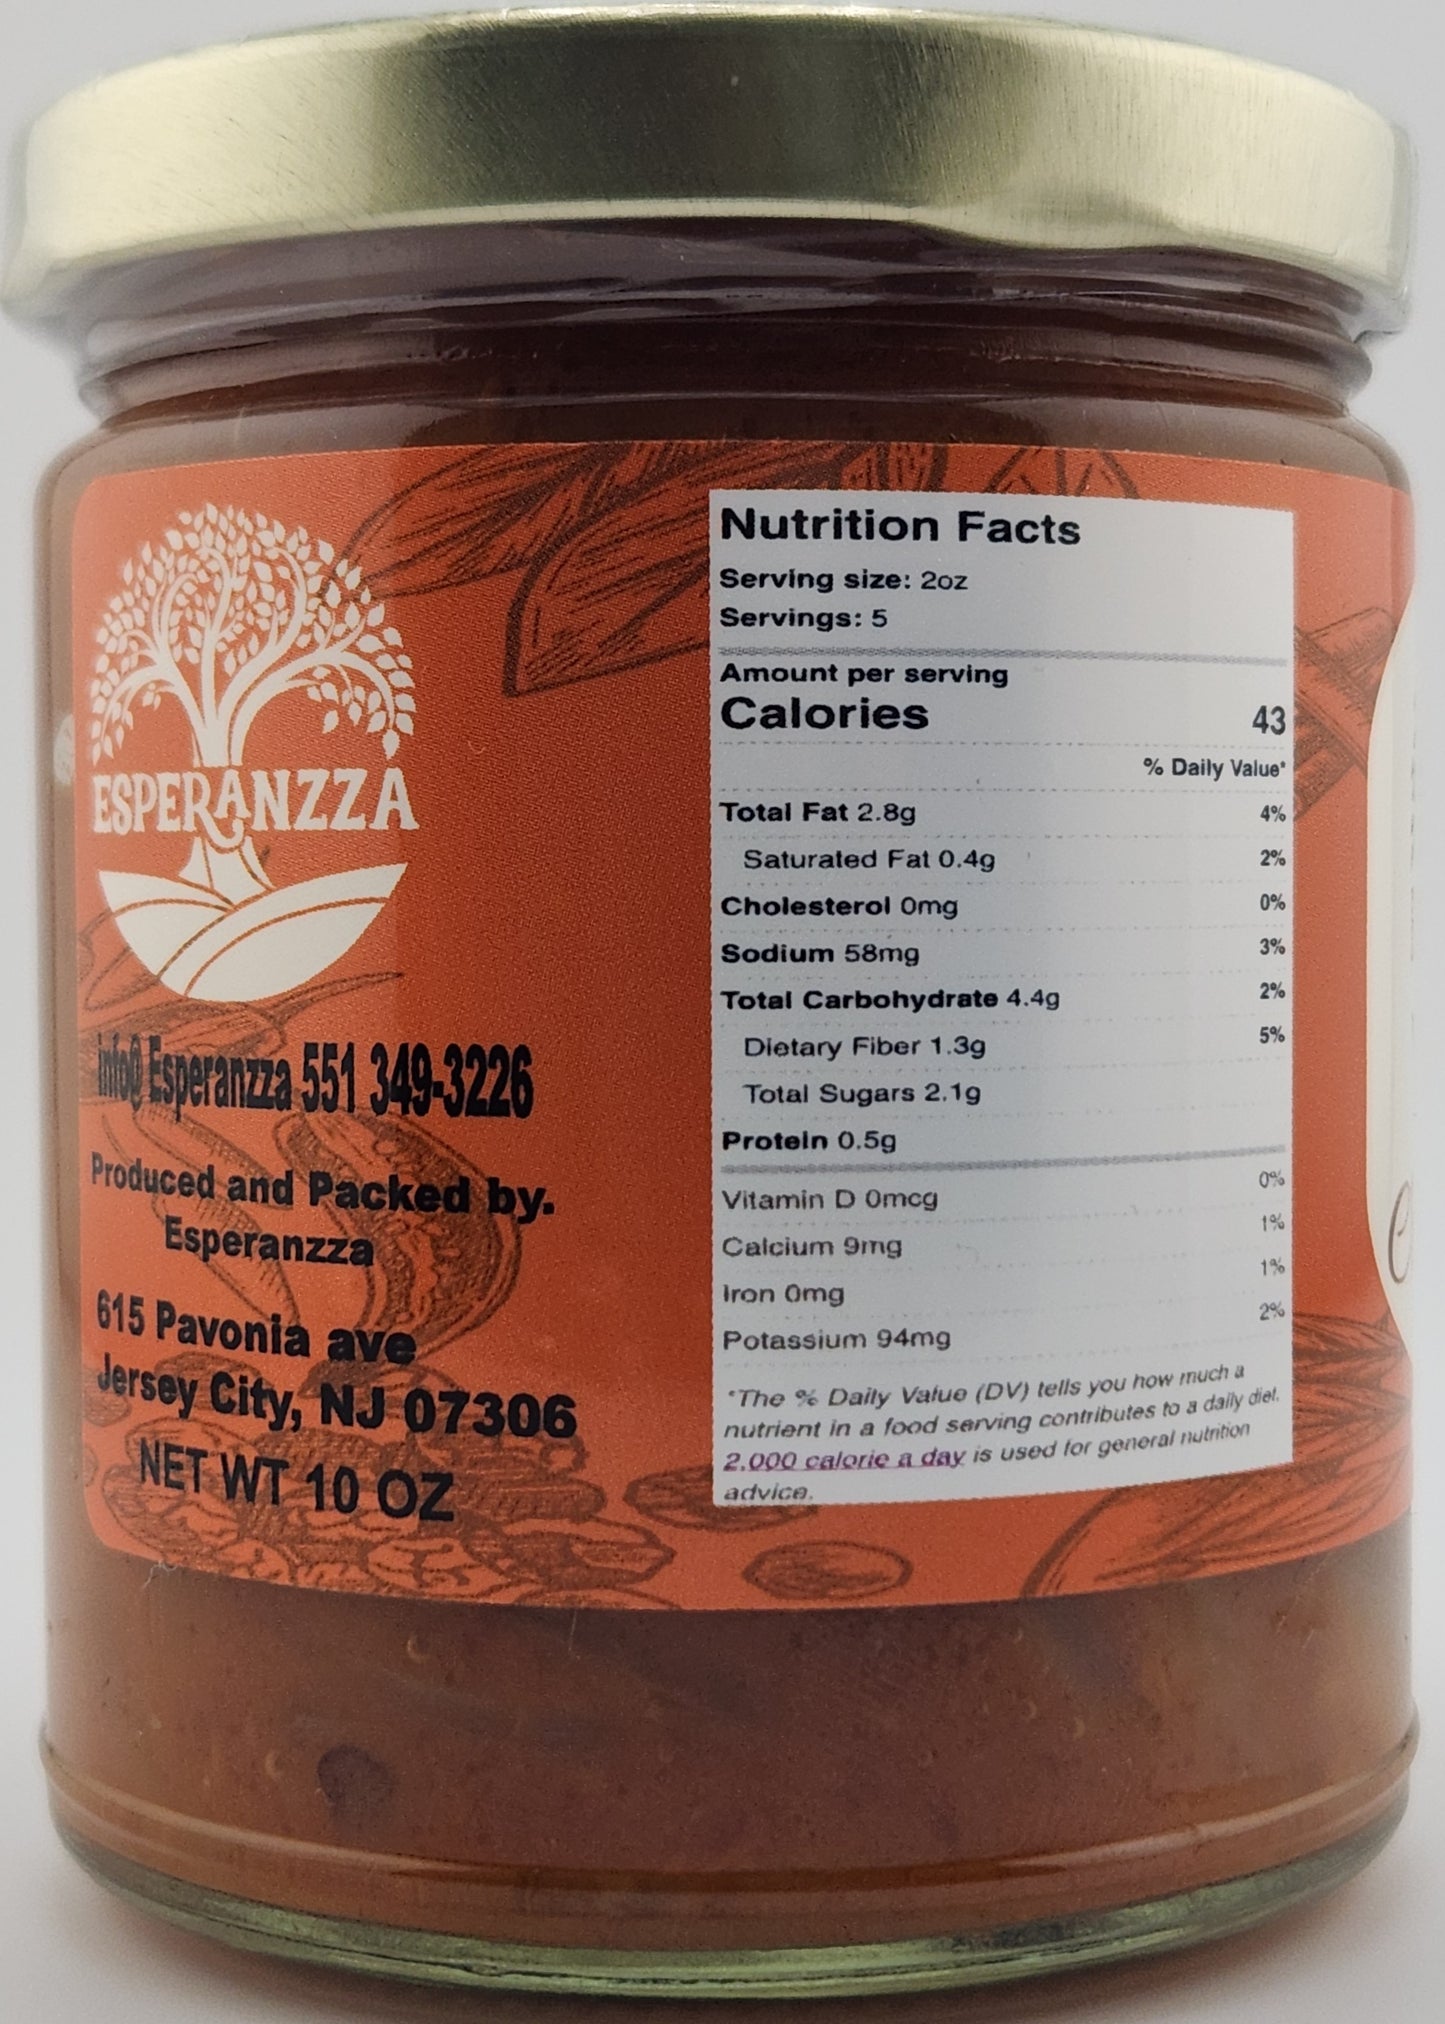 ESPERANZZA
info@ Esperanzza 551 349-3226
Produced and Packed by.
Esperanzza
615 Pavonia ave
Jersey City, NJ 07306
NET WT 10 OZ
Nutrition Facts
Serving size: 2oz
Servings: 5
Amount per serving
Calories 43
% Daily Value*
Total Fat 2.8g 4%
Saturated Fat 0.4g 2%
Cholesterol 0mg 0%
Sodium 58mg 3%
Total Carbohydrate 4.4g 2%
Dietary Fiber 1.3g 5%
Total Sugars 2.1g
Protein 0.5g
Vitamin D 0mcg 0%
Calcium 9mg 1%
Iron 0mg 1%
Potassium 94mg 2%
*The % Daily Value (DV) tells you how much a
nutrient in a food serving contributes to a daily diet.
2,000 calorie a day is used for general nutrition
advice.